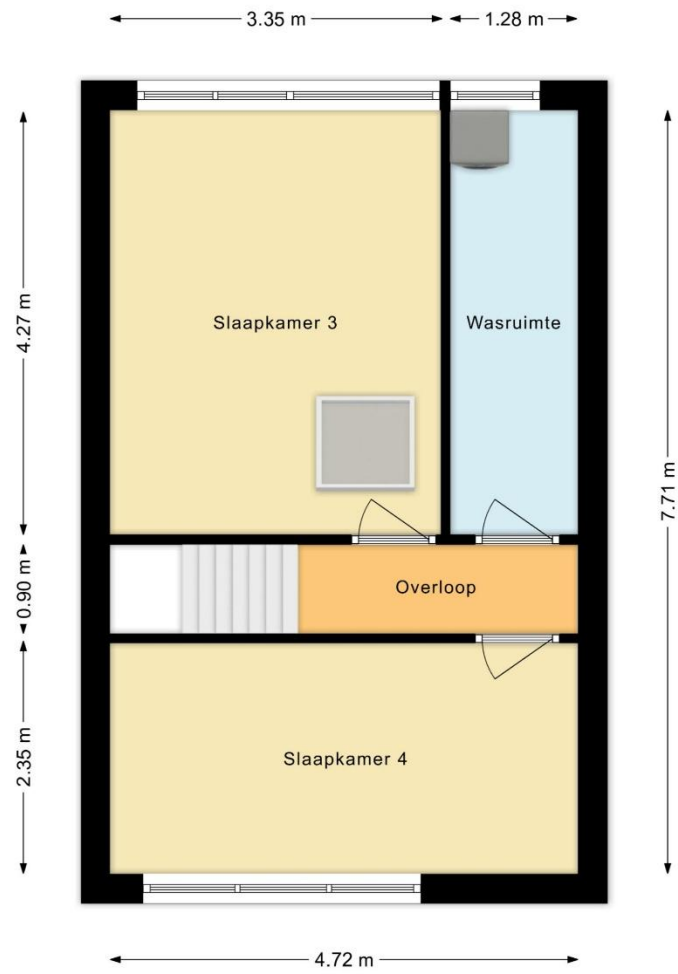 3.35 m
1.28 m
4.27 m
Slaapkamer 3
Wasruimte
7.71 m
0.90 m
Overloop
2.35 m
Slaapkamer 4
4.72 m